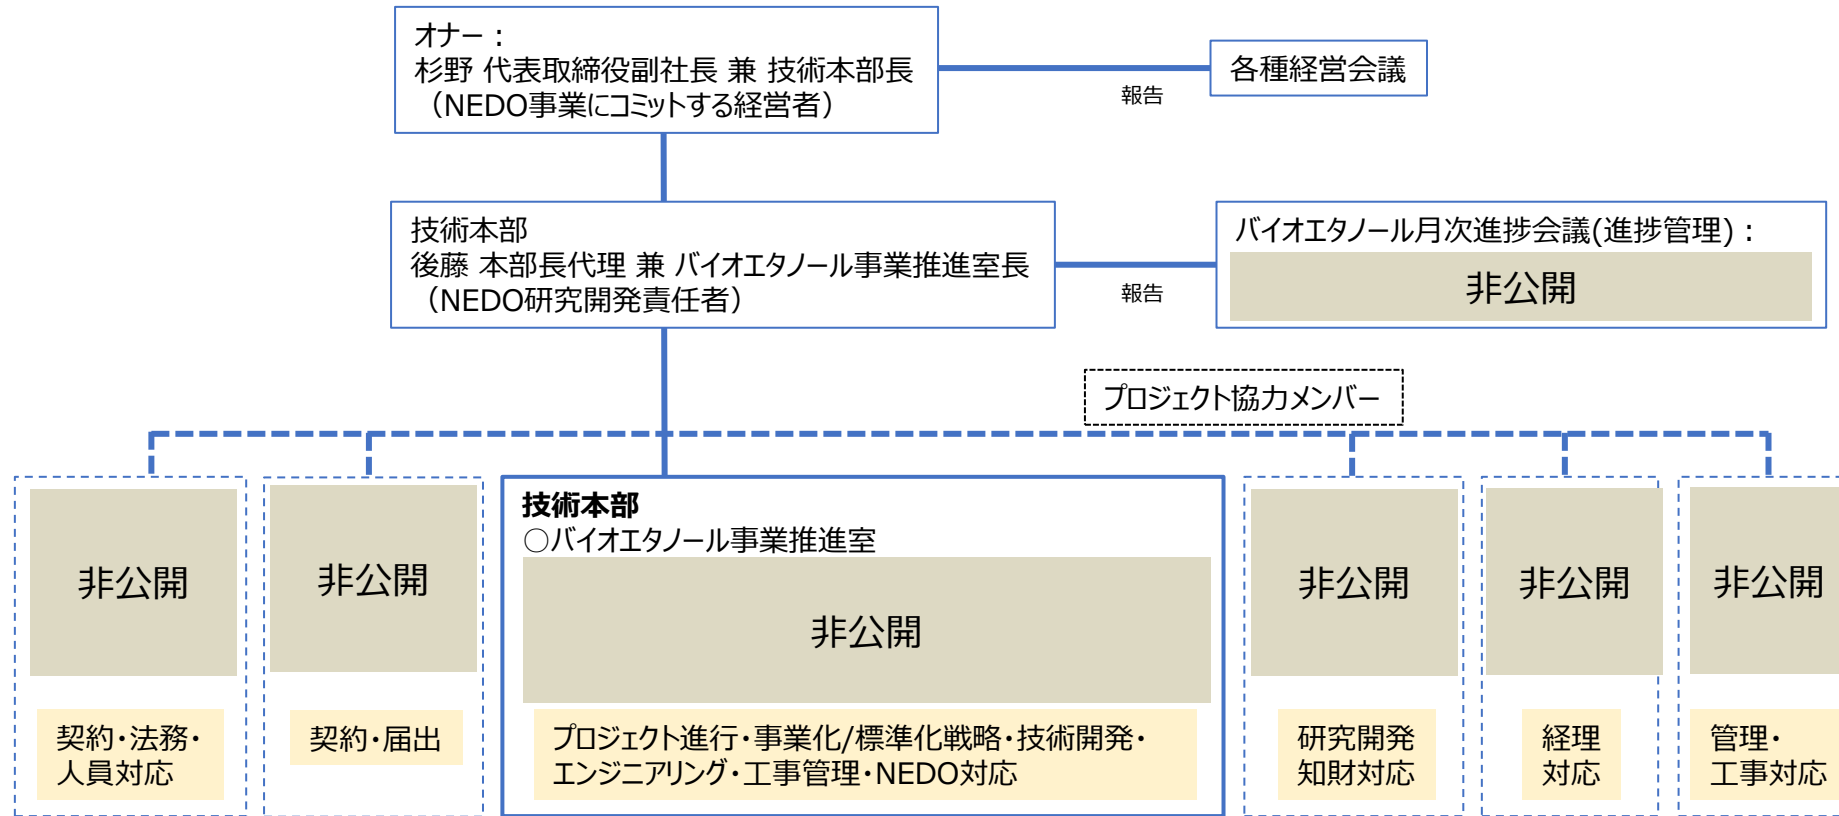 オナー：
杉野 代表取締役副社長 兼 技術本部長
（NEDO事業にコミットする経営者）
報告
各種経営会議
技術本部
後藤 本部長代理 兼 バイオエタノール事業推進室長
（NEDO研究開発責任者）
報告
バイオエタノール月次進捗会議(進捗管理)：
非公開
プロジェクト協力メンバー
非公開
契約・法務・
人員対応
非公開
契約・届出
技術本部
○バイオエタノール事業推進室
非公開
プロジェクト進行・事業化/標準化戦略・技術開発・
エンジニアリング・工事管理・NEDO対応
非公開
研究開発
知財対応
非公開
経理
対応
非公開
管理・
工事対応